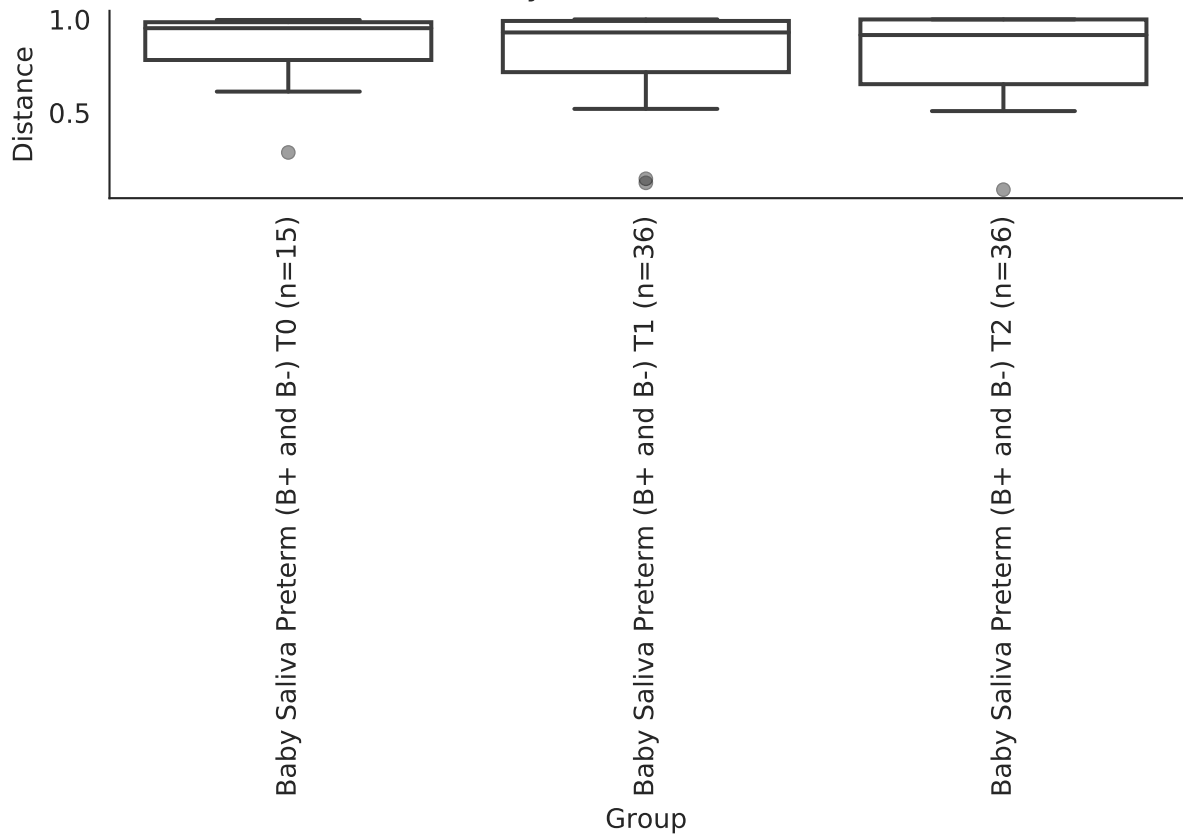 1.0
0.5
Distance
Baby Saliva Preterm (B+ and B-) T0 (n=15)
Baby Saliva Preterm (B+ and B-) T1 (n=36)
Baby Saliva Preterm (B+ and B-) T2 (n=36)
Group